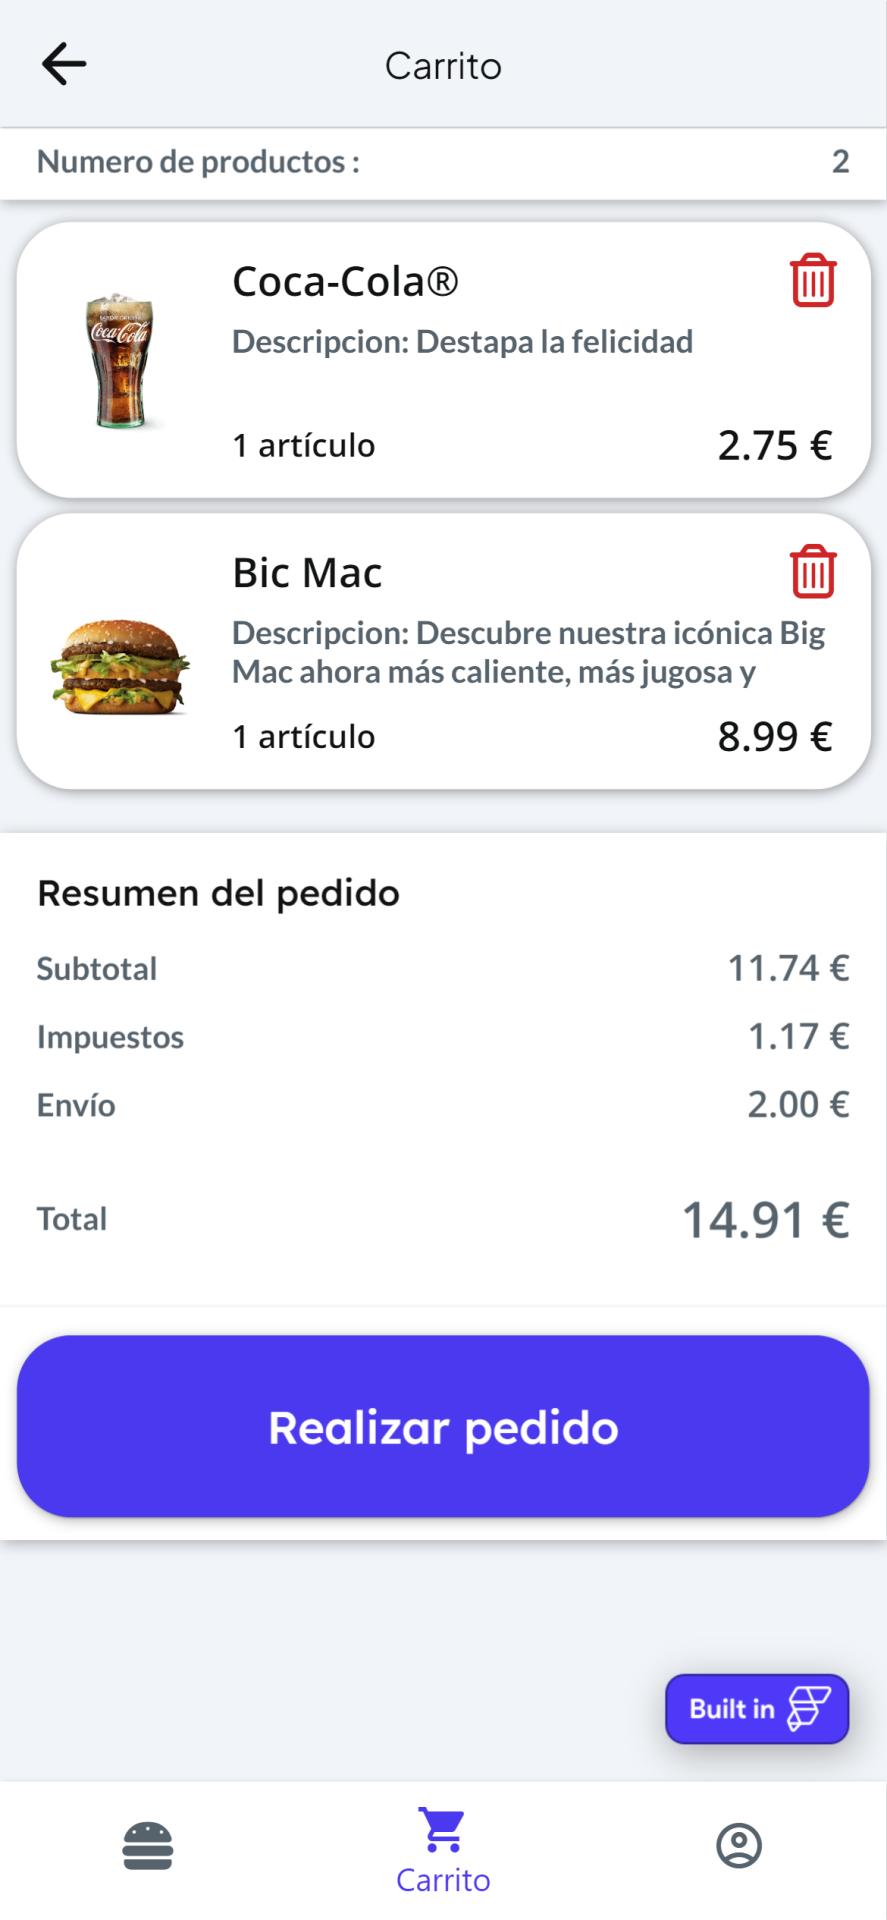 Carrito
Numero de productos :
2
Coca-Cola®
Descripcion: Destapa la felicidad
Coca-Cola
1 artículo
2.75 €
Bic Mac
Descripcion: Descubre nuestra icónica Big
Mac ahora más caliente, más jugosa y
1 artículo
8.99 €
Resumen del pedido
Subtotal
11.74 €
Impuestos
1.17 €
Envío
2.00 €
Total
14.91 €
Realizar pedido
Built in
Carrito